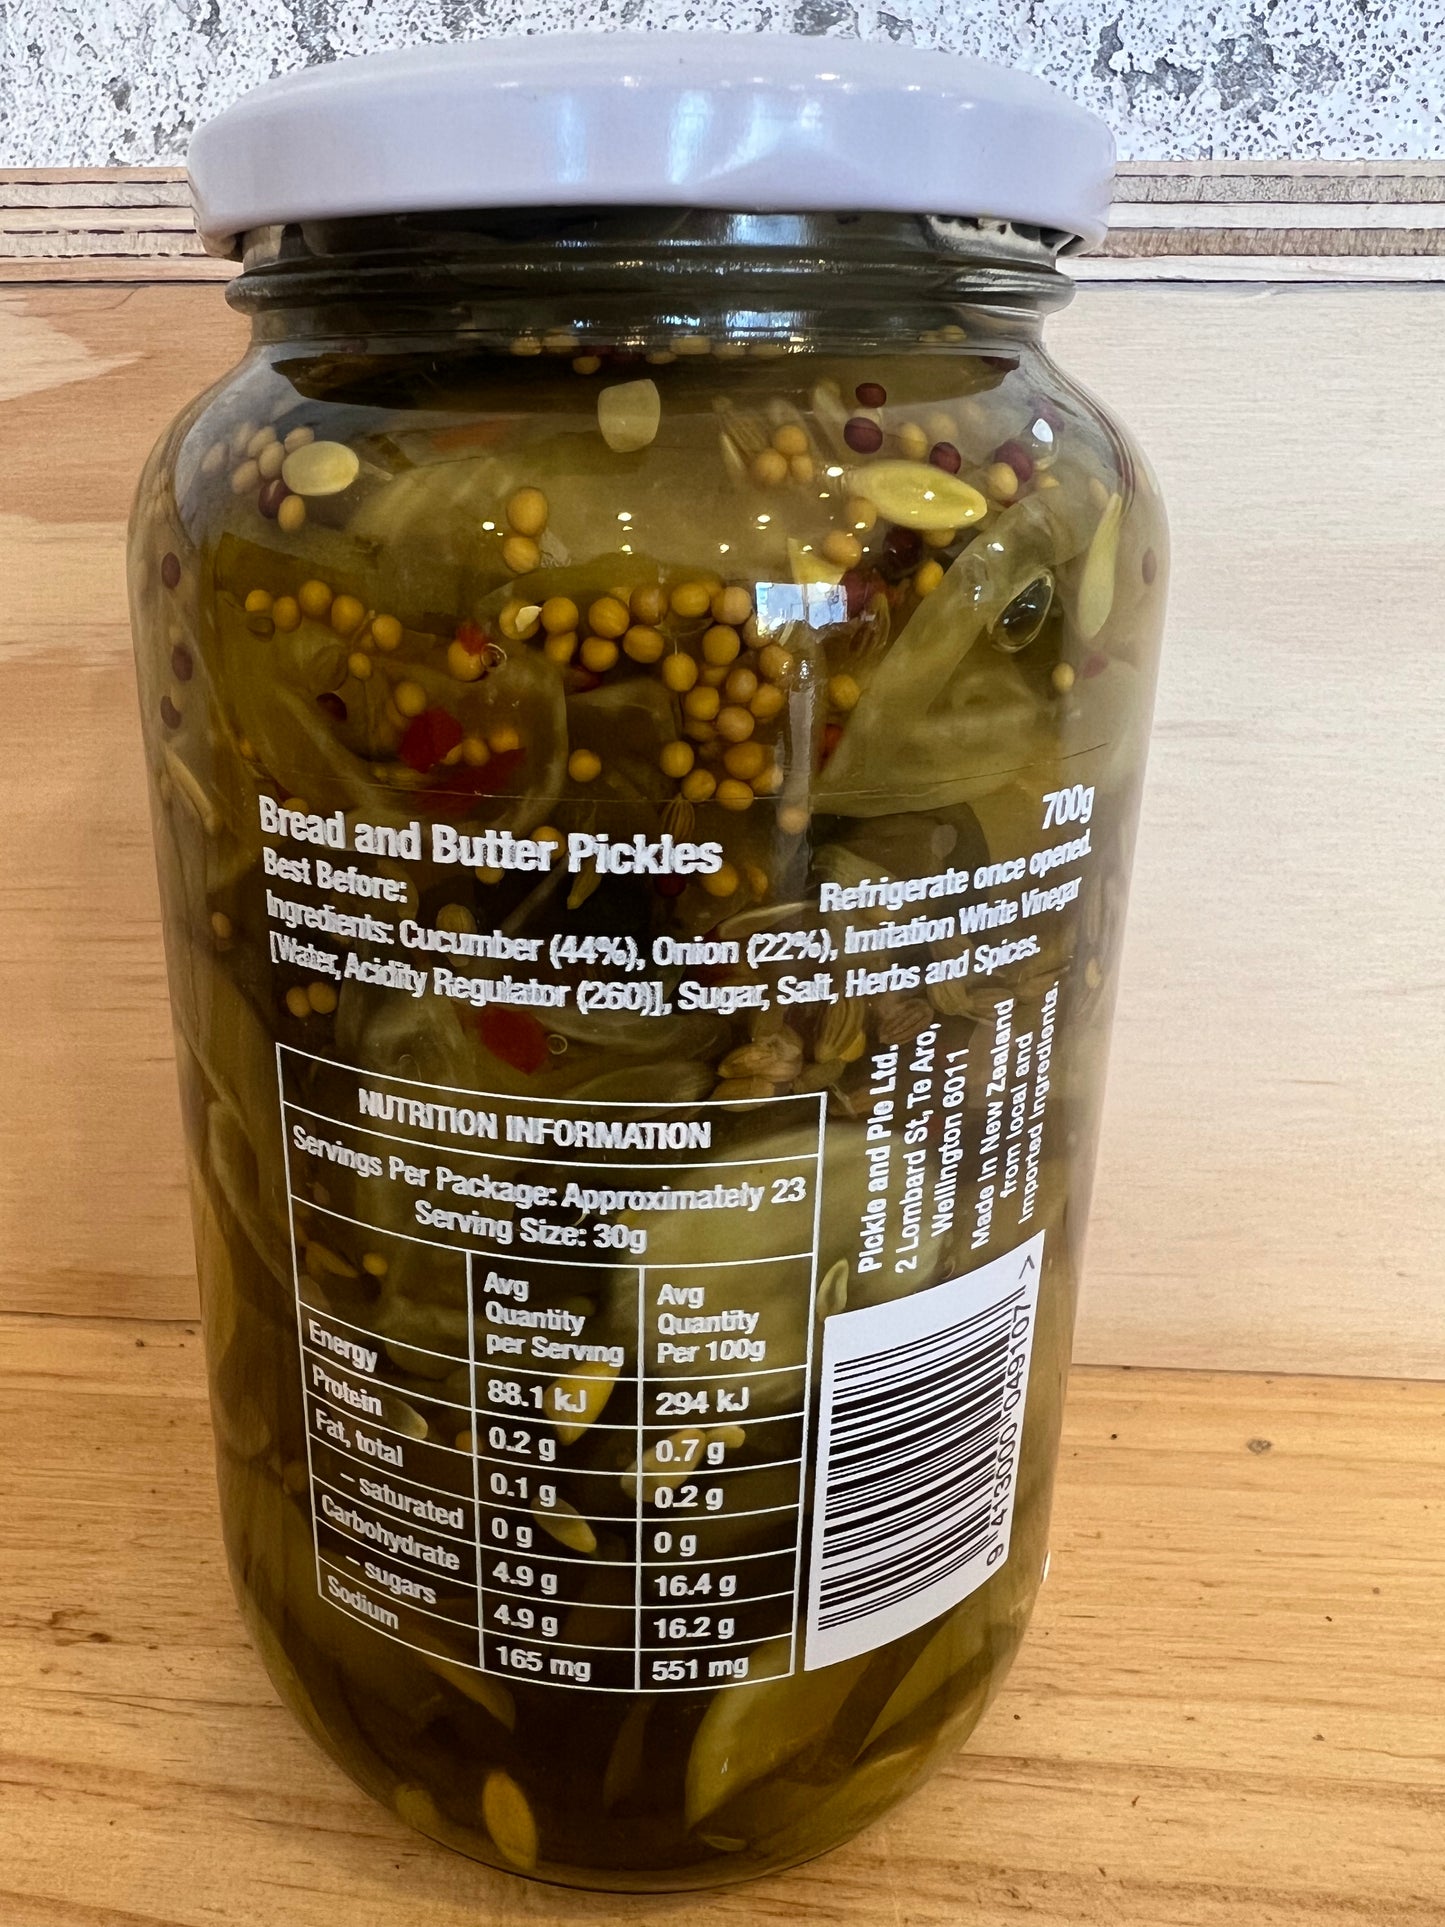 Bread and Butter Pickles
700g
Best Before:
Refrigerate once opened.
Ingredients: Cucumber (44%), Onion (22%), Imitation White Vinegar
[Water, Acidity Regulator (260)], Sugar, Salt, Herbs and Spices.
NUTRITION INFORMATION
Servings Per Package: Approximately 23
Serving Size: 30g
Avg Quantity per Serving
Avg Quantity Per 100g
Energy 88.1 kJ 294 kJ
Protein 0.2 g 0.7 g
Fat, total 0.1 g 0.2 g
– saturated 0 g 0 g
Carbohydrate 4.9 g 16.4 g
– sugars 4.9 g 16.2 g
Sodium 165 mg 551 mg
Pickle and Pie Ltd.
2 Lombard St, Te Aro,
Wellington 6011
Made in New Zealand
from local and
imported ingredients.
9 413000 049107 >